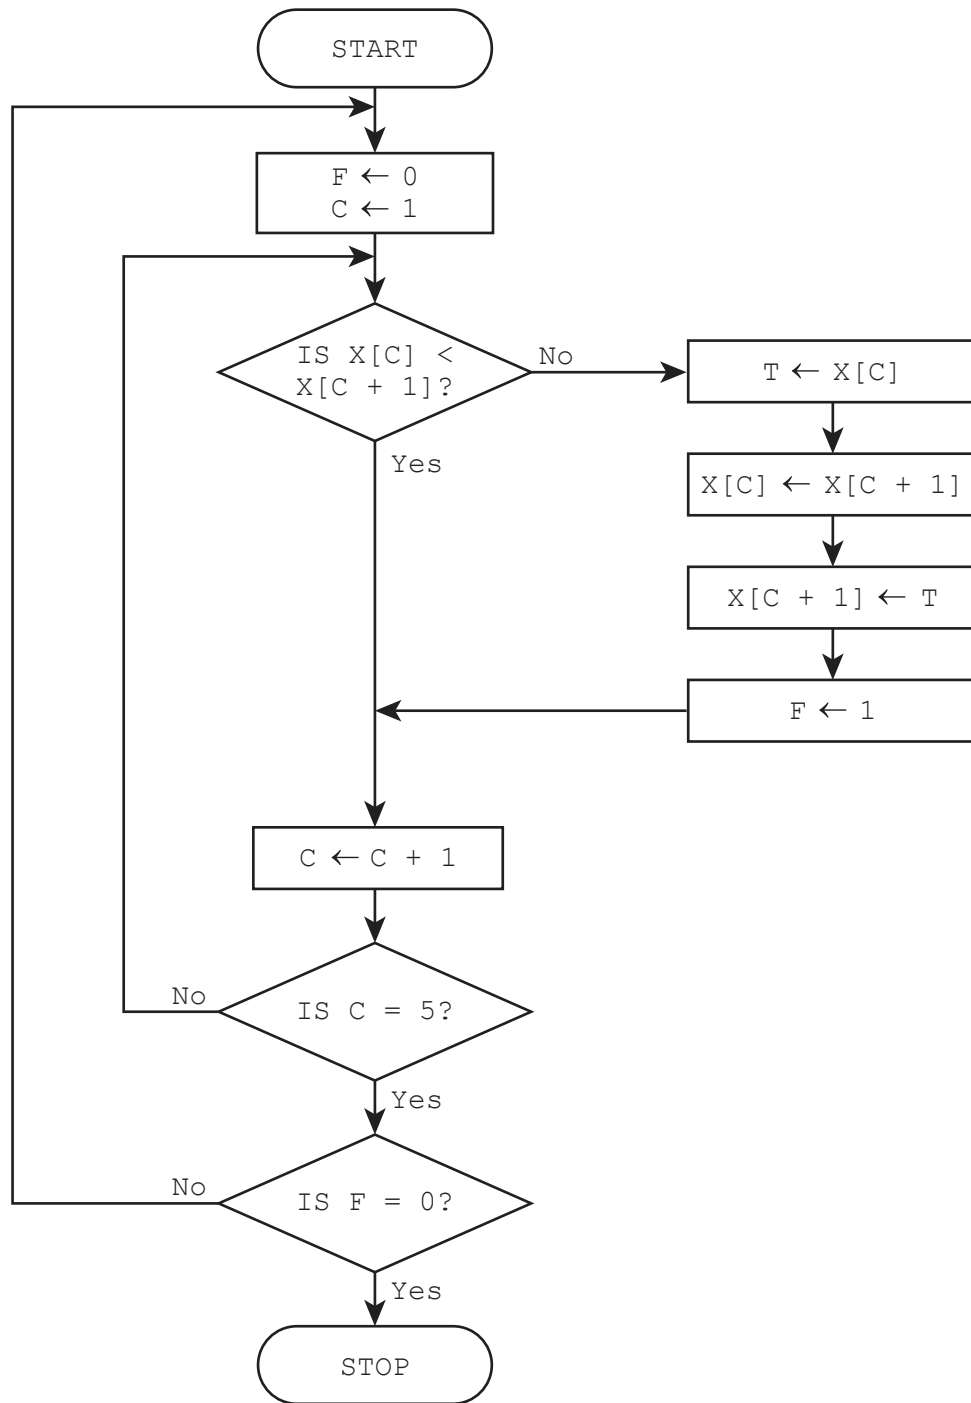 START
F ← 0
C ← 1
IS X[C] <
X[C + 1]?
No
T ← X[C]
Yes
X[C] ← X[C + 1]
X[C + 1] ← T
F ← 1
C ← C + 1
No
IS C = 5?
Yes
No
IS F = 0?
Yes
STOP